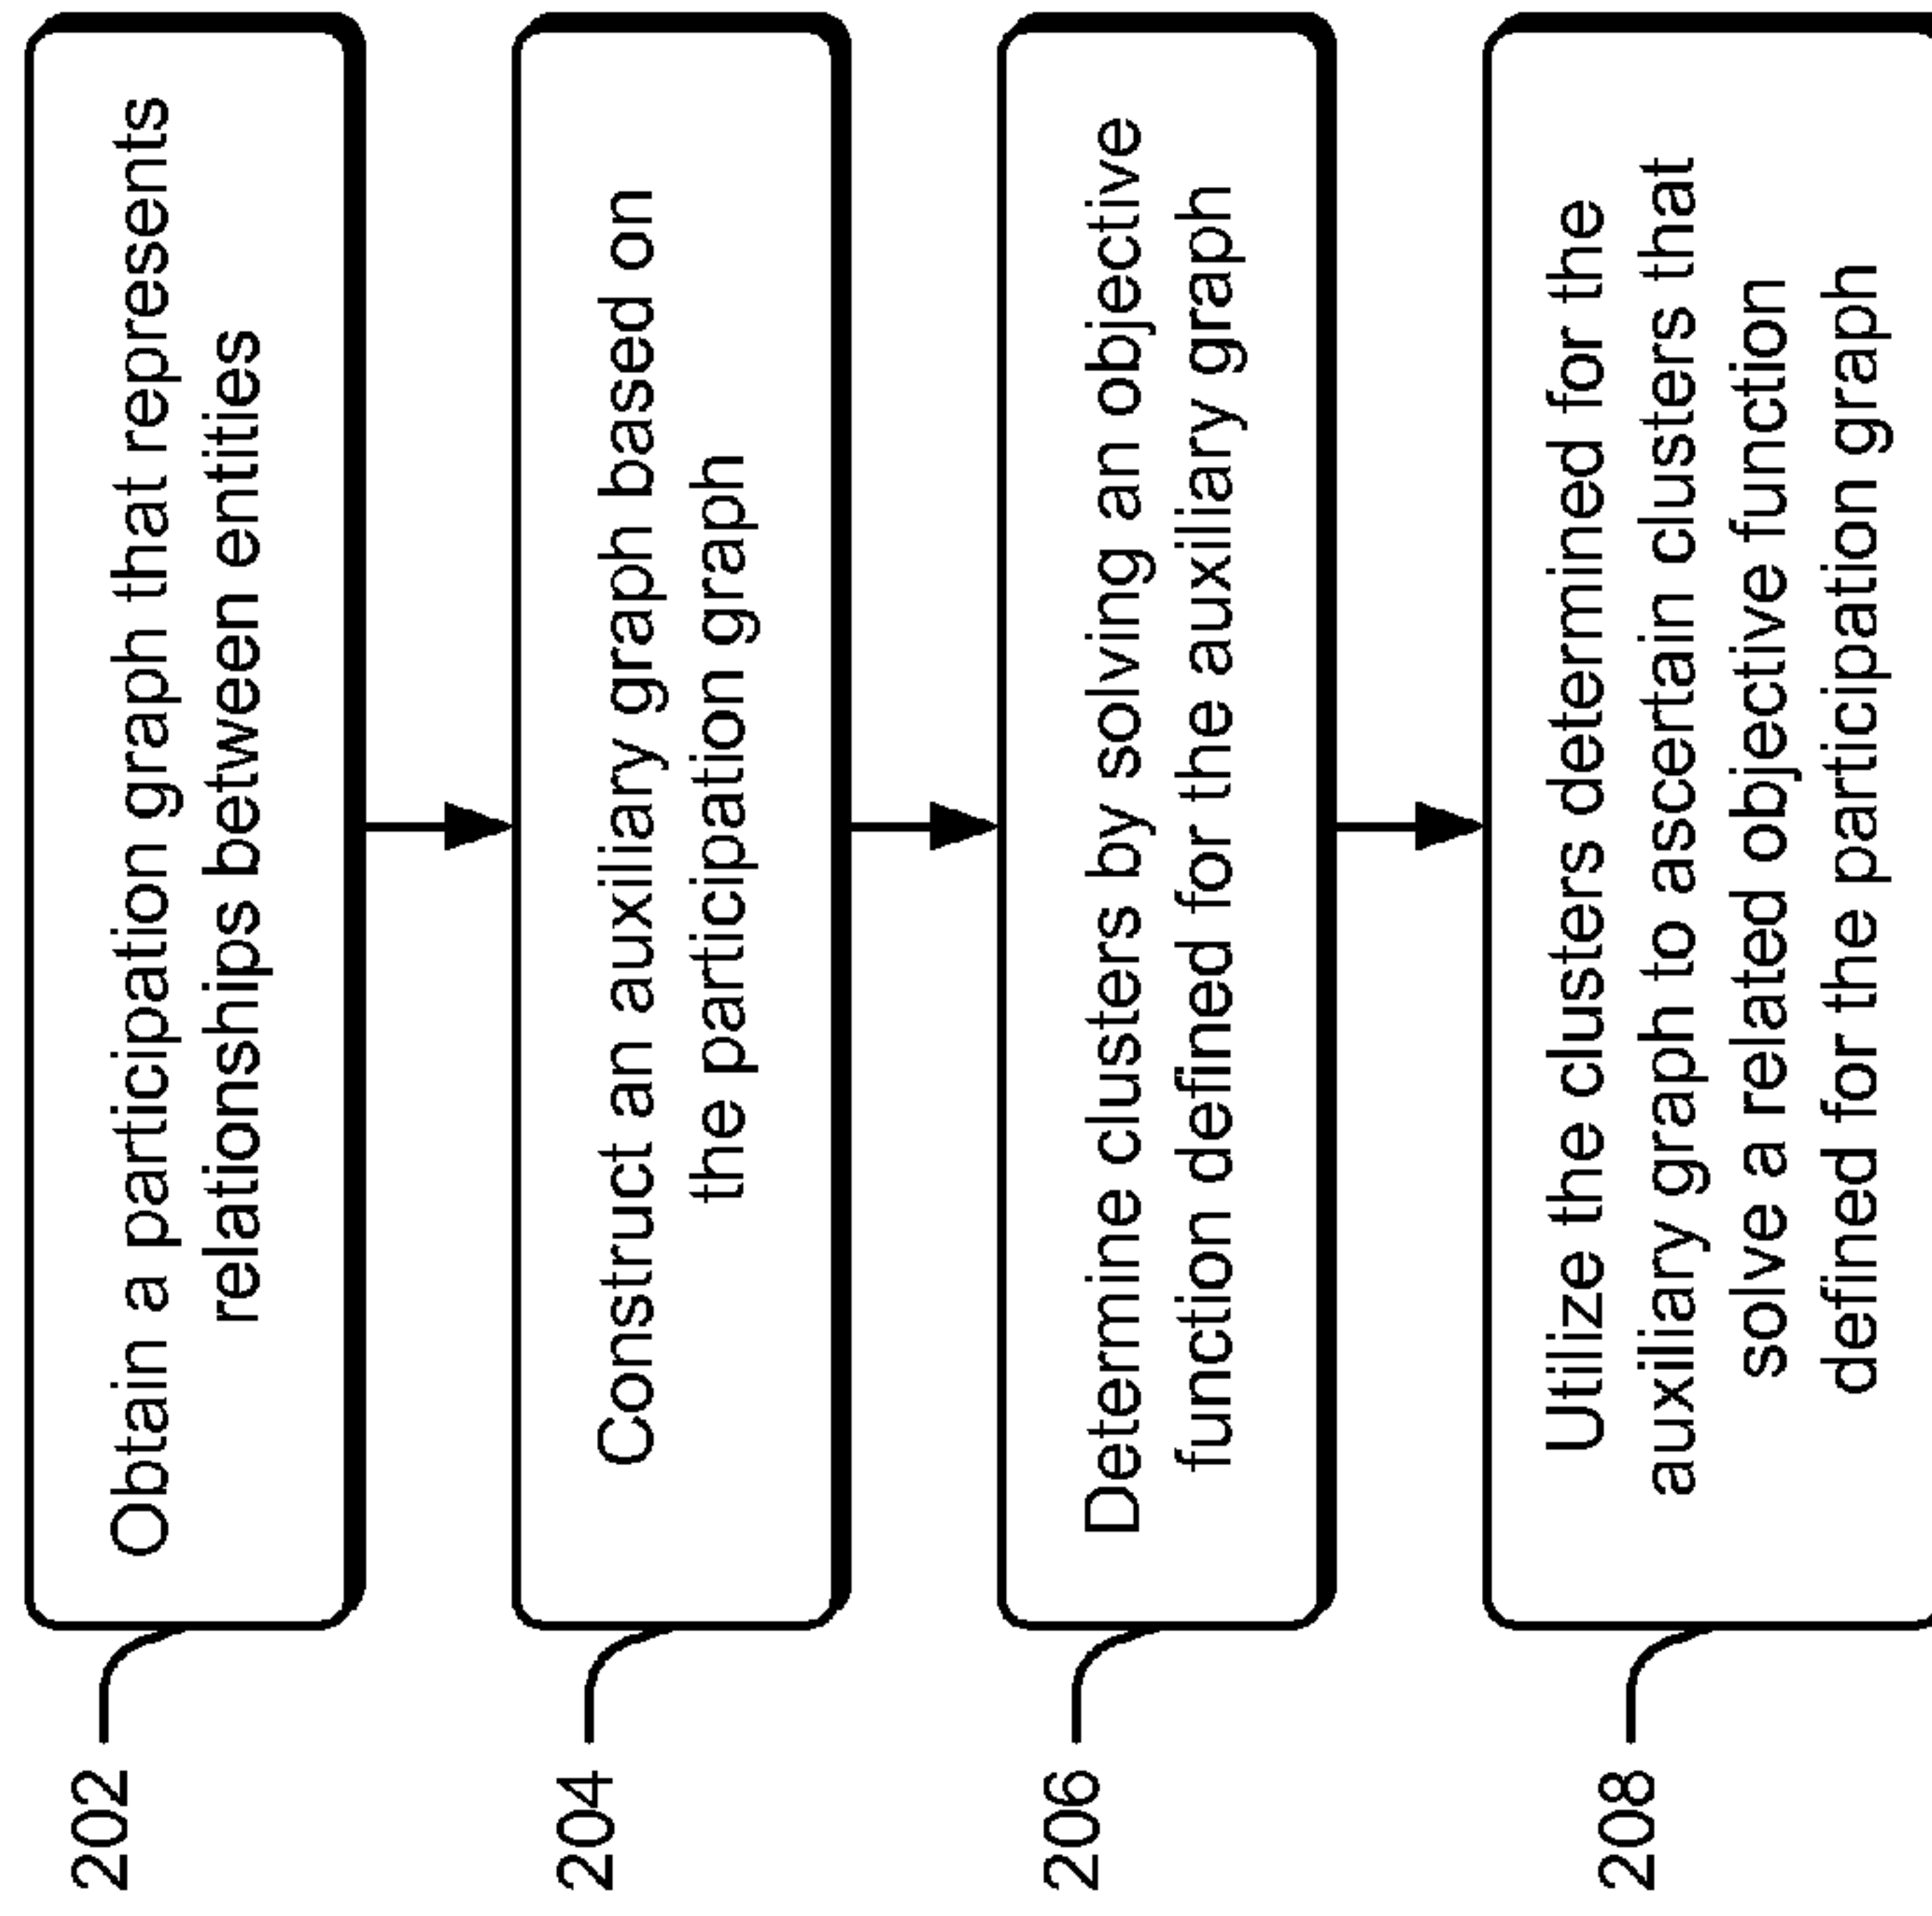 202
Obtain a participation graph that represents
relationships between entities
204
Construct an auxiliary graph based on
the participation graph
206
Determine clusters by solving an objective
function defined for the auxiliary graph
208
Utilize the clusters determined for the
auxiliary graph to ascertain clusters that
solve a related objective function
defined for the participation graph